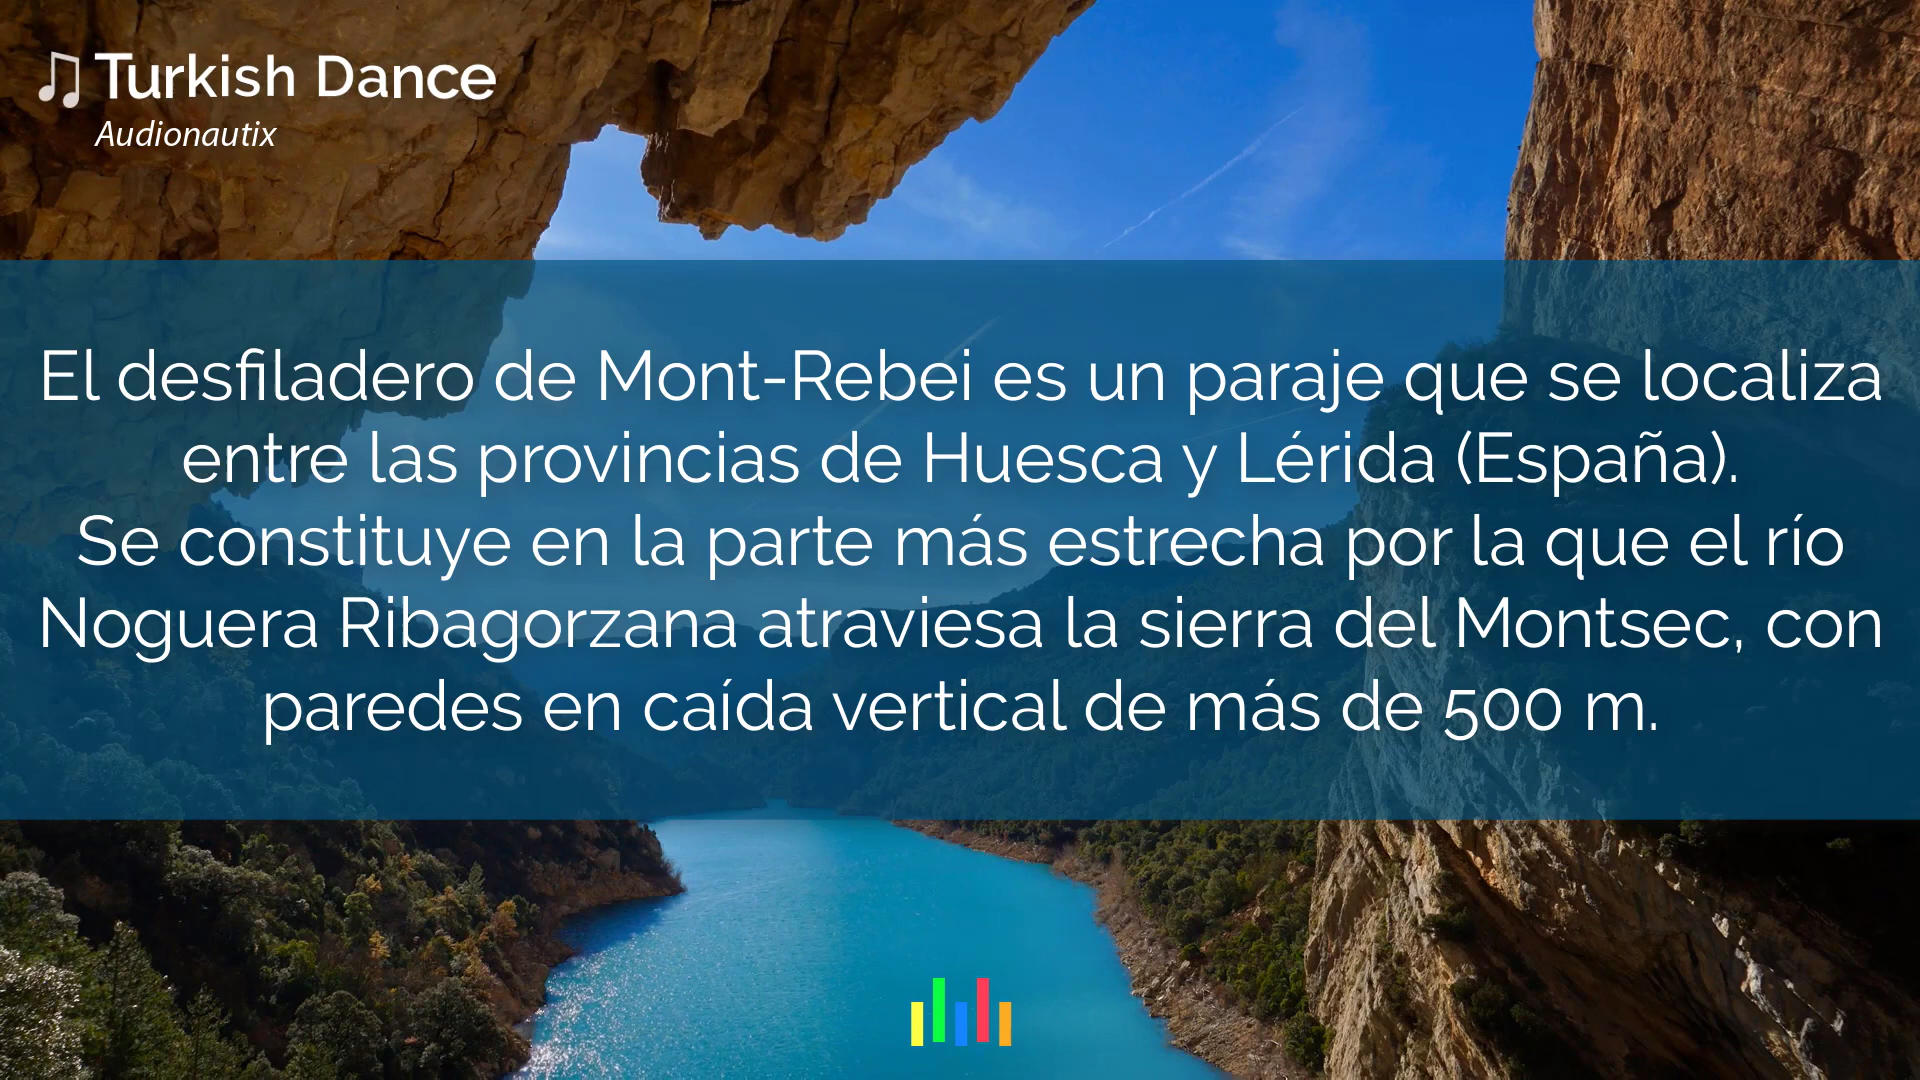 Turkish Dance
Audionautix
El desfiladero de Mont-Rebei es un paraje que se localiza
entre las provincias de Huesca y Lérida (España).
Se constituye en la parte más estrecha por la que el río
Noguera Ribagorzana atraviesa la sierra del Montsec, con
paredes en caída vertical de más de 500 m.